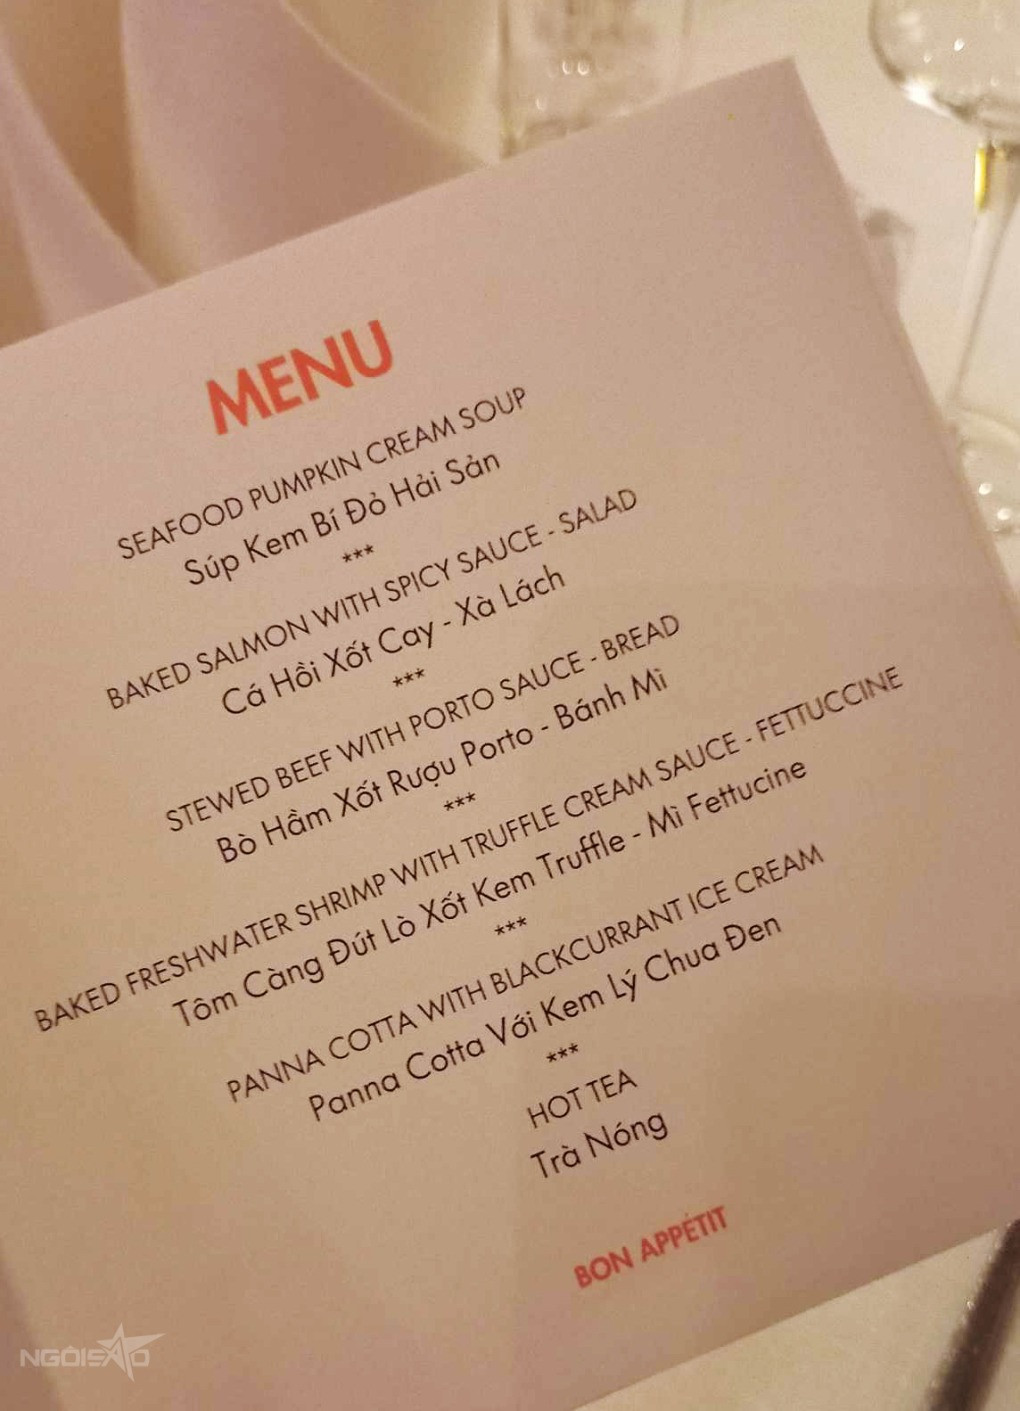 MENU
SEAFOOD PUMPKIN CREAM SOUP
Súp Kem Bí Đỏ Hải Sản
***
BAKED SALMON WITH SPICY SAUCE - SALAD
Cá Hồi Xốt Cay - Xà Lách
***
STEWED BEEF WITH PORTO SAUCE - BREAD
Bò Hầm Xốt Rượu Porto - Bánh Mì
***
BAKED FRESHWATER SHRIMP WITH TRUFFLE CREAM SAUCE - FETTUCCINE
Tôm Càng Đút Lò Xốt Kem Truffle - Mì Fettucine
***
PANNA COTTA WITH BLACKCURRANT ICE CREAM
Panna Cotta Với Kem Lý Chua Đen
***
HOT TEA
Trà Nóng
BON APPÉTIT
NGÔISAO